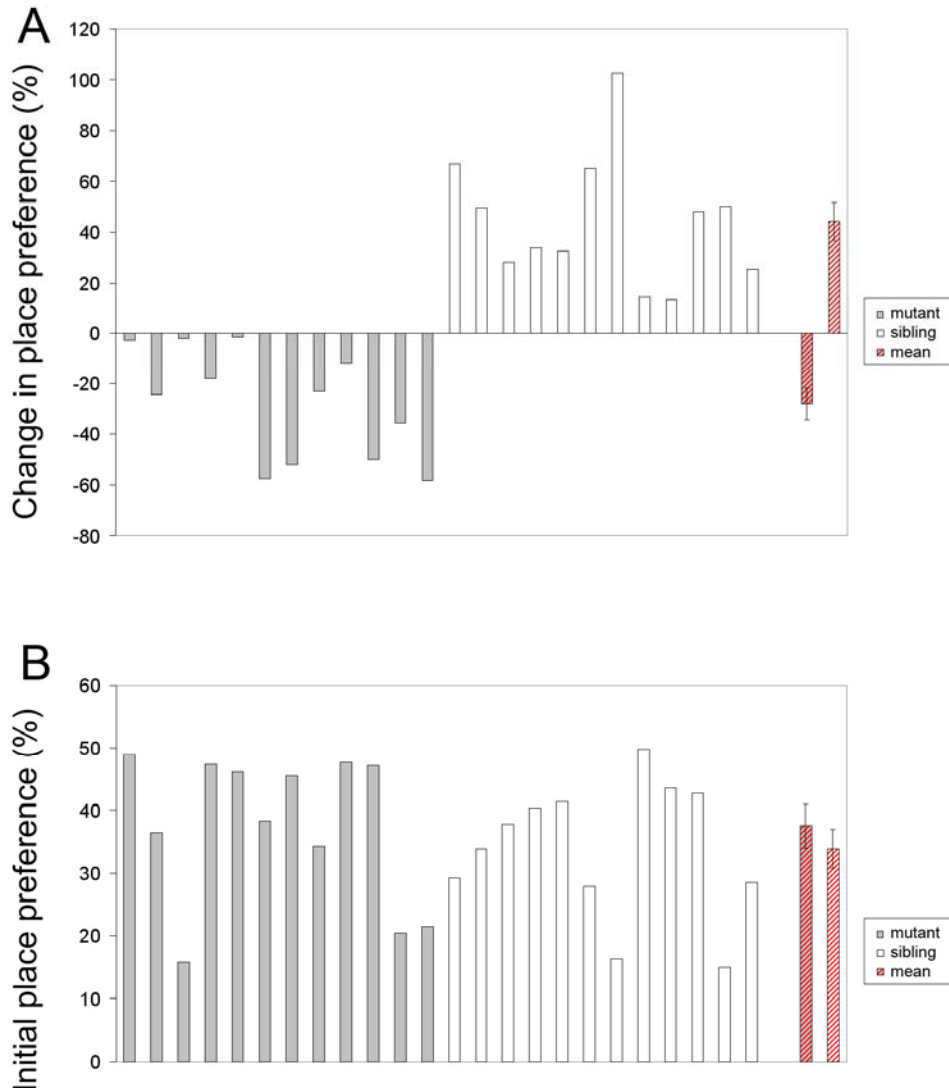 A
Change in place preference (%)
120
100
80
60
40
20
0
-20
-40
-60
-80
mutant
sibling
mean
B
Initial place preference (%)
60
50
40
30
20
10
0
mutant
sibling
mean